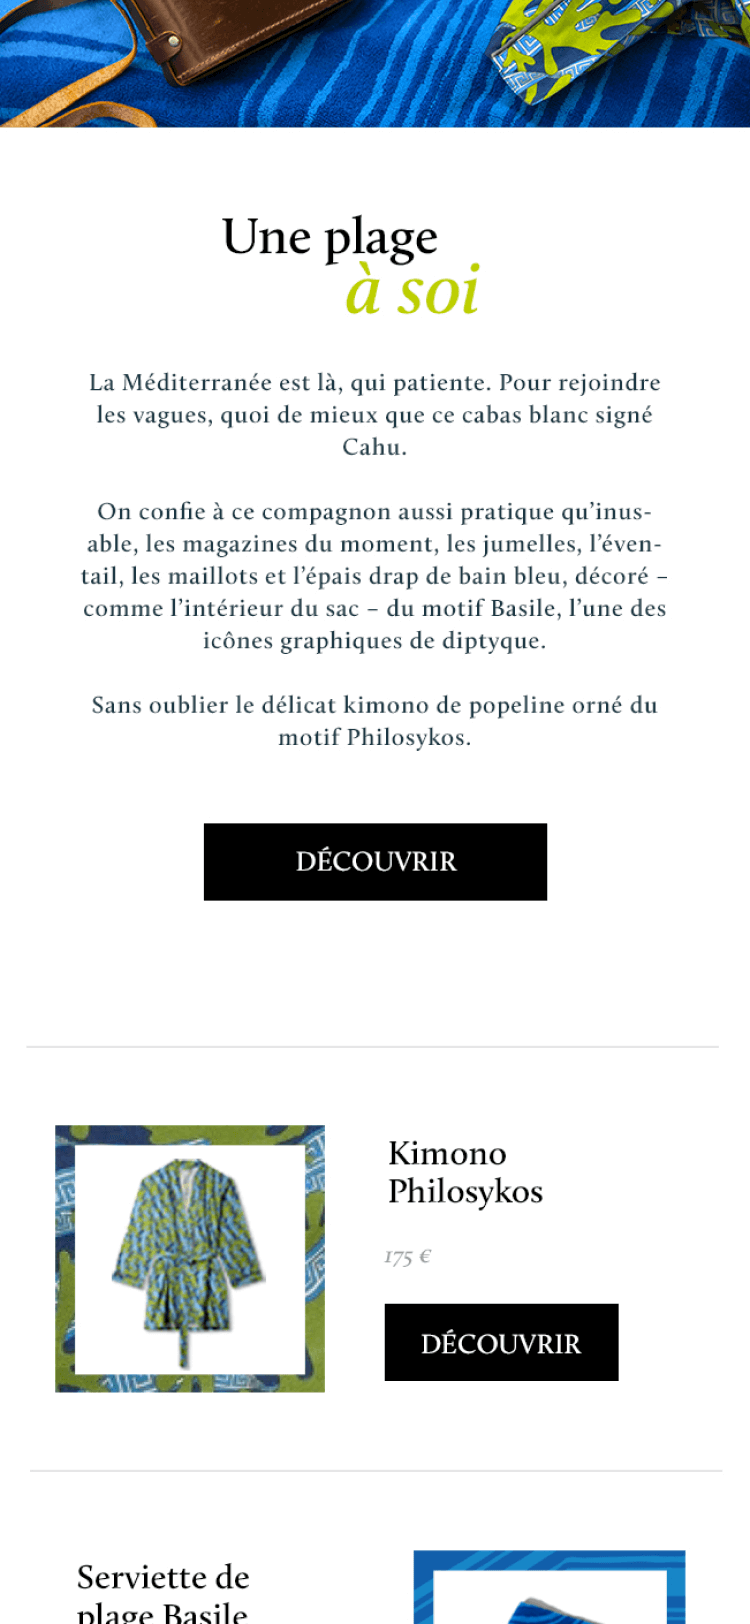 Une plage
à soi
La Méditerranée est là, qui patiente. Pour rejoindre
les vagues, quoi de mieux que ce cabas blanc signé
Cahu.
On confie à ce compagnon aussi pratique qu’inus-
able, les magazines du moment, les jumelles, l’éven-
tail, les maillots et l’épais drap de bain bleu, décoré –
comme l’intérieur du sac – du motif Basile, l’une des
icônes graphiques de diptyque.
Sans oublier le délicat kimono de popeline orné du
motif Philosykos.
DÉCOUVRIR
Kimono
Philosykos
175 €
DÉCOUVRIR
Serviette de
plage Basile